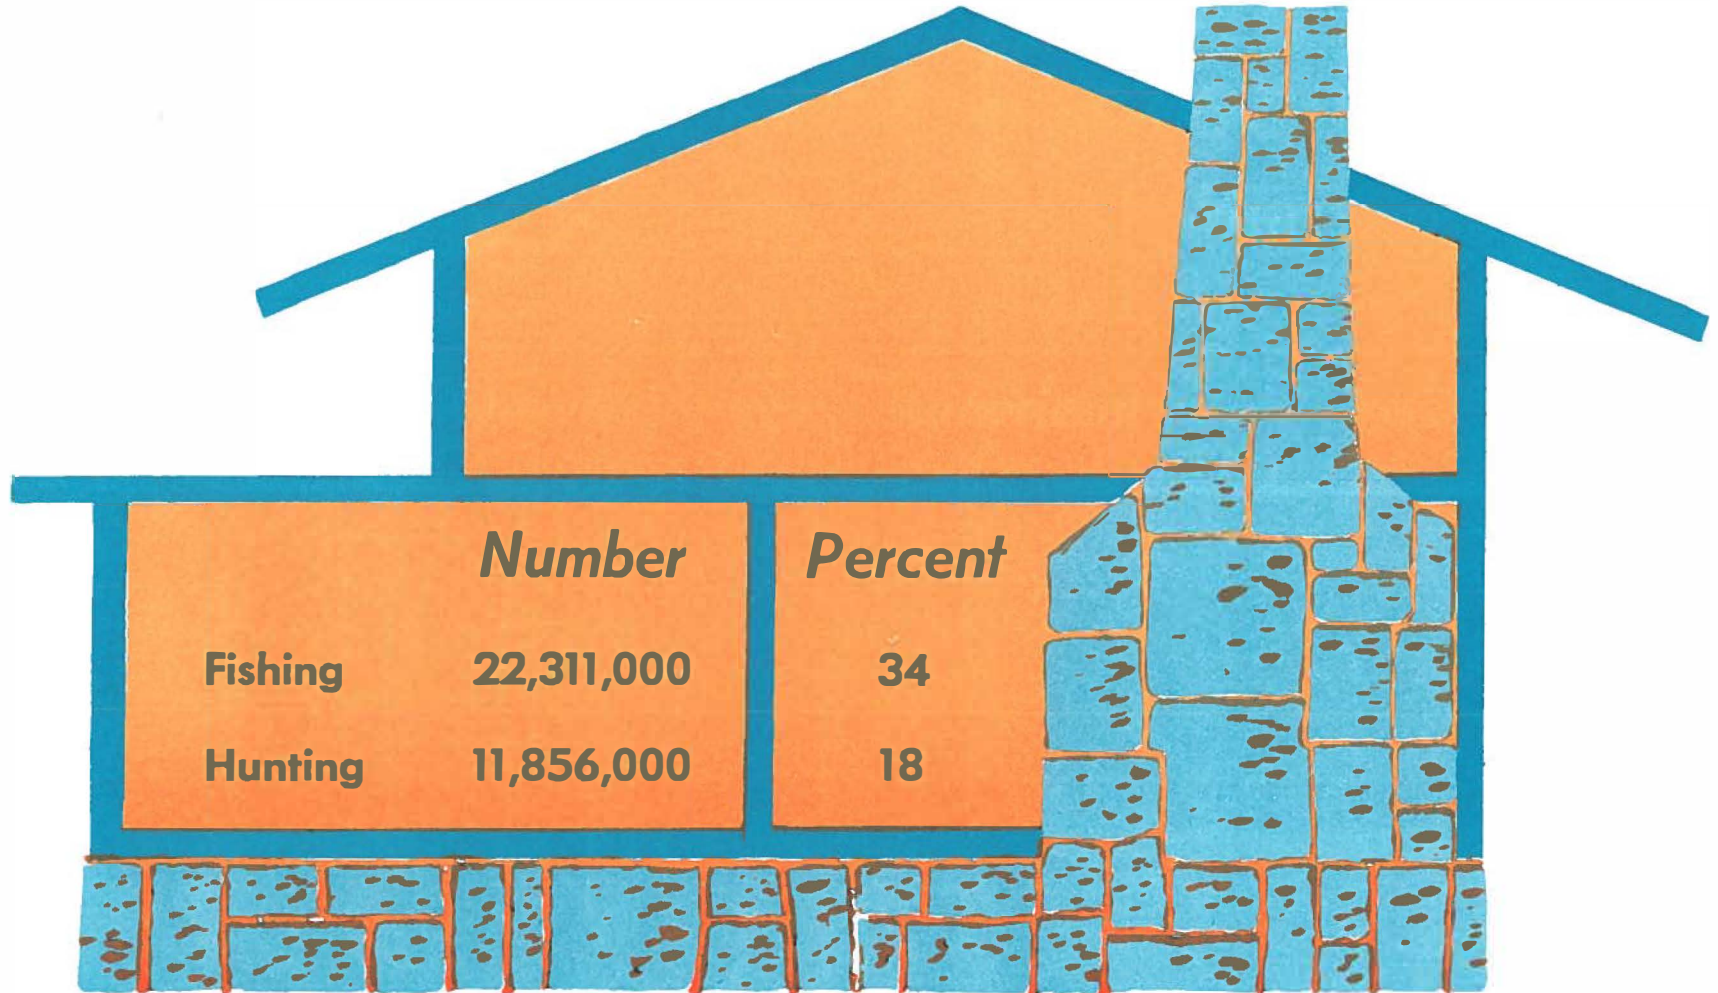 Number Percent
Fishing 22,311,000 34
Hunting 11,856,000 18